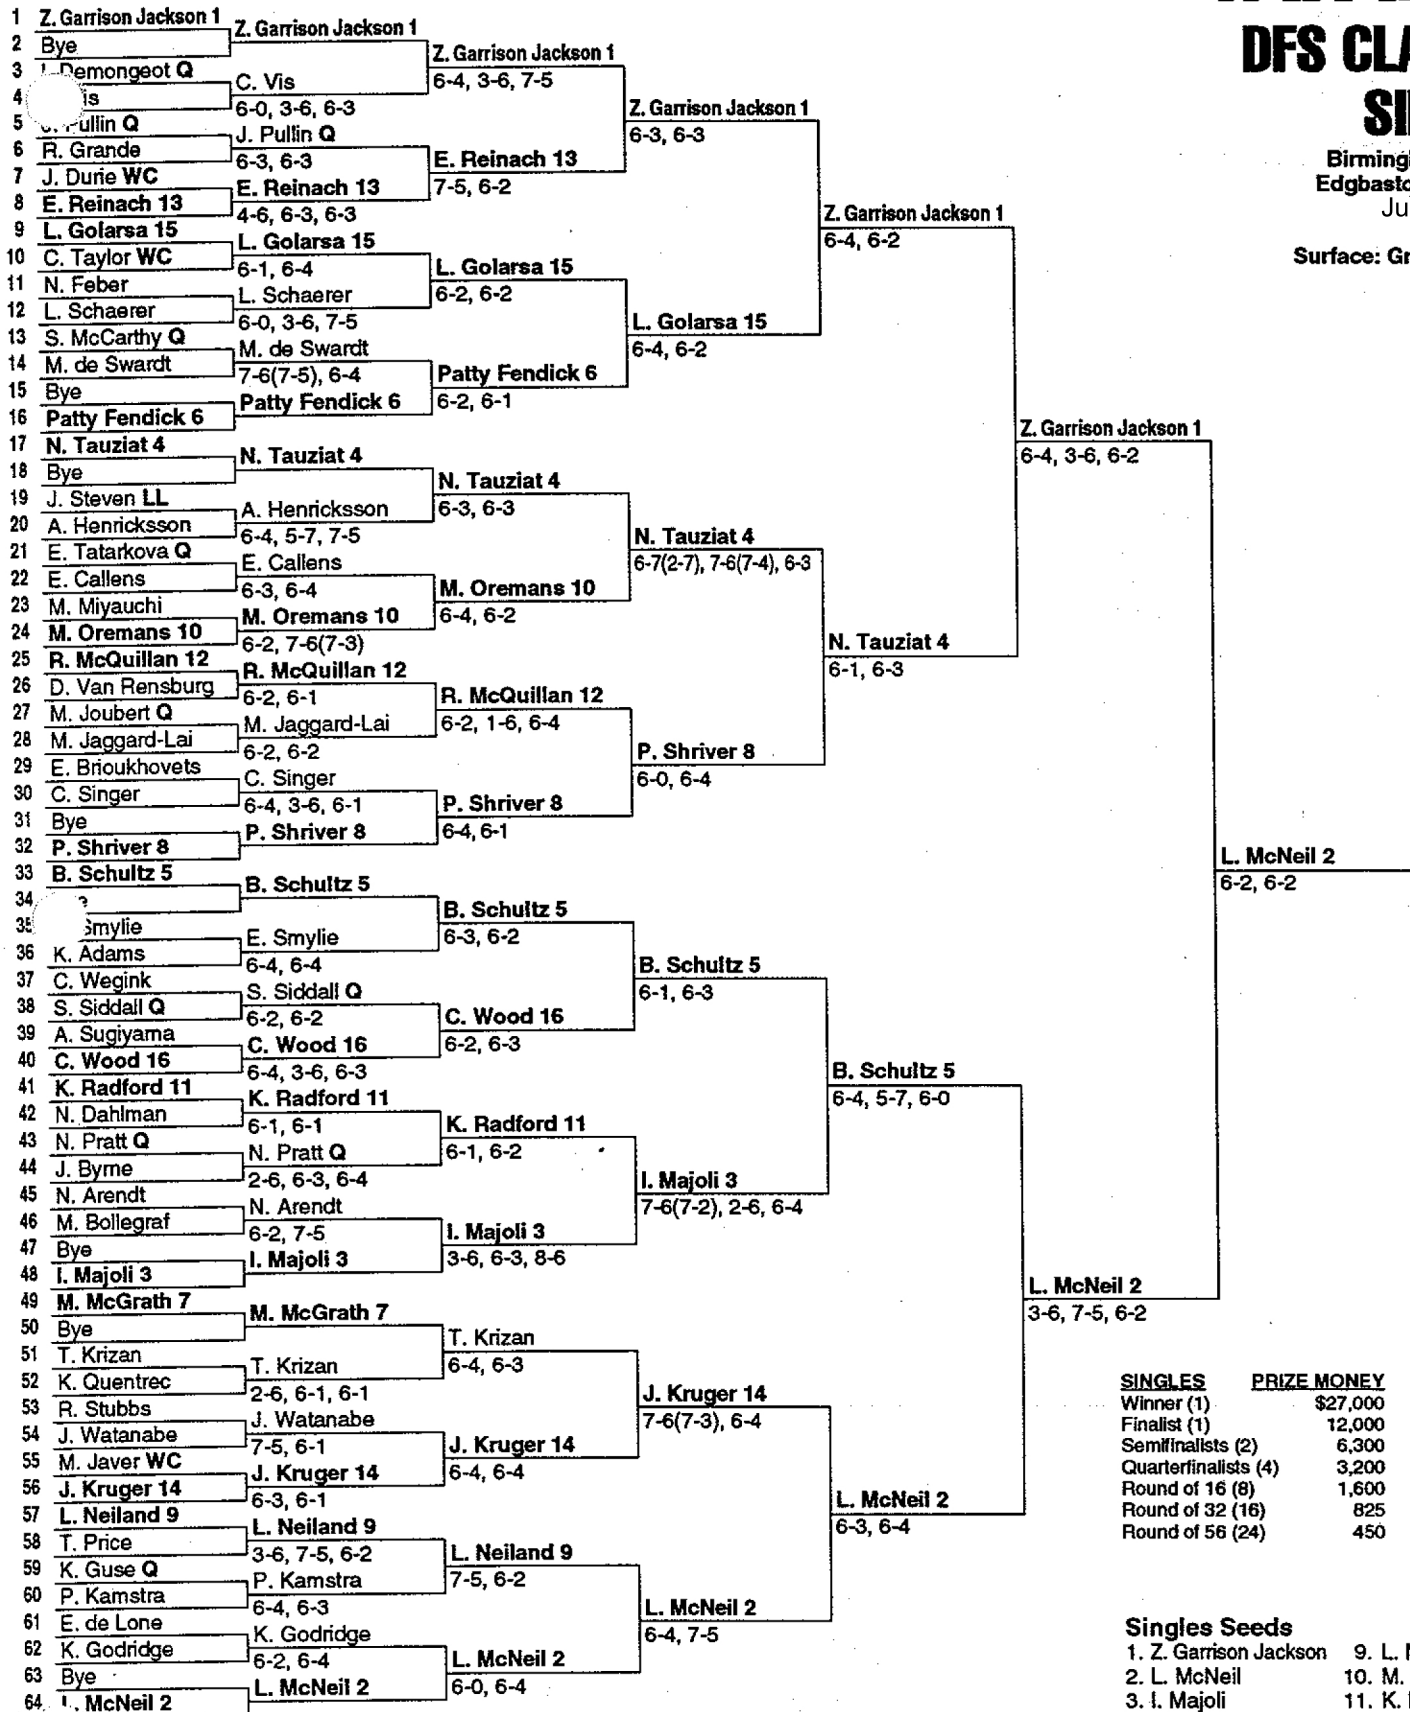 DFS CLA
SI
Birmingl
Edgbasto
Ju
Surface: Gr
1 Z. Garrison Jackson 1
2 Bye
3 Demongeot Q
4 is
5 Pullin Q
6 R. Grande
7 J. Durie WC
8 E. Reinach 13
9 L. Golarsa 15
10 C. Taylor WC
11 N. Feber
12 L. Schaerer
13 S. McCarthy Q
14 M. de Swardt
15 Bye
16 Patty Fendick 6
17 N. Tauziat 4
18 Bye
19 J. Steven LL
20 A. Henricksson
21 E. Tatarkova Q
22 E. Callens
23 M. Miyauchi
24 M. Oremans 10
25 R. McQuillan 12
26 D. Van Rensburg
27 M. Joubert Q
28 M. Jaggard-Lai
29 E. Brioukhovets
30 C. Singer
31 Bye
32 P. Shriver 8
33 B. Schultz 5
34 e
35 Smylie
36 K. Adams
37 C. Wegink
38 S. Siddall Q
39 A. Sugiyama
40 C. Wood 16
41 K. Radford 11
42 N. Dahlman
43 N. Pratt Q
44 J. Byrne
45 N. Arendt
46 M. Bollegraf
47 Bye
48 I. Majoli 3
49 M. McGrath 7
50 Bye
51 T. Krizan
52 K. Quentrec
53 R. Stubbs
54 J. Watanabe
55 M. Javer WC
56 J. Kruger 14
57 L. Neiland 9
58 T. Price
59 K. Guse Q
60 P. Kamstra
61 E. de Lone
62 K. Godridge
63 Bye
64 L. McNeil 2
Z. Garrison Jackson 1
C. Vis
6-0, 3-6, 6-3
J. Pullin Q
6-3, 6-3
E. Reinach 13
4-6, 6-3, 6-3
L. Golarsa 15
6-1, 6-4
L. Schaerer
6-0, 3-6, 7-5
M. de Swardt
7-6(7-5), 6-4
Patty Fendick 6
N. Tauziat 4
A. Henricksson
6-4, 5-7, 7-5
E. Callens
6-3, 6-4
M. Oremans 10
6-2, 7-6(7-3)
R. McQuillan 12
6-2, 6-1
M. Jaggard-Lai
6-2, 6-2
C. Singer
6-4, 3-6, 6-1
P. Shriver 8
B. Schultz 5
E. Smylie
6-4, 6-4
S. Siddall Q
6-2, 6-2
C. Wood 16
6-4, 3-6, 6-3
K. Radford 11
6-1, 6-1
N. Pratt Q
2-6, 6-3, 6-4
N. Arendt
6-2, 7-5
I. Majoli 3
M. McGrath 7
T. Krizan
2-6, 6-1, 6-1
J. Watanabe
7-5, 6-1
J. Kruger 14
6-3, 6-1
L. Neiland 9
3-6, 7-5, 6-2
P. Kamstra
6-4, 6-3
K. Godridge
6-2, 6-4
L. McNeil 2
Z. Garrison Jackson 1
6-4, 3-6, 7-5
E. Reinach 13
7-5, 6-2
L. Golarsa 15
6-2, 6-2
Patty Fendick 6
6-2, 6-1
N. Tauziat 4
6-3, 6-3
M. Oremans 10
6-4, 6-2
R. McQuillan 12
6-2, 1-6, 6-4
P. Shriver 8
6-4, 6-1
B. Schultz 5
6-3, 6-2
C. Wood 16
6-2, 6-3
K. Radford 11
6-1, 6-2
I. Majoli 3
3-6, 6-3, 8-6
T. Krizan
6-4, 6-3
J. Kruger 14
6-4, 6-4
L. Neiland 9
7-5, 6-2
L. McNeil 2
6-0, 6-4
Z. Garrison Jackson 1
6-3, 6-3
L. Golarsa 15
6-4, 6-2
N. Tauziat 4
6-7(2-7), 7-6(7-4), 6-3
P. Shriver 8
6-0, 6-4
B. Schultz 5
6-1, 6-3
I. Majoli 3
7-6(7-2), 2-6, 6-4
J. Kruger 14
7-6(7-3), 6-4
L. McNeil 2
6-4, 7-5
Z. Garrison Jackson 1
6-4, 6-2
N. Tauziat 4
6-1, 6-3
B. Schultz 5
6-4, 5-7, 6-0
L. McNeil 2
6-3, 6-4
Z. Garrison Jackson 1
6-4, 3-6, 6-2
L. McNeil 2
3-6, 7-5, 6-2
L. McNeil 2
6-2, 6-2
SINGLES PRIZE MONEY
Winner (1) $27,000
Finalist (1) 12,000
Semifinalists (2) 6,300
Quarterfinalists (4) 3,200
Round of 16 (8) 1,600
Round of 32 (16) 825
Round of 56 (24) 450
Singles Seeds
1. Z. Garrison Jackson 9. L. N
2. L. McNeil 10. M.
3. I. Majoli 11. K.